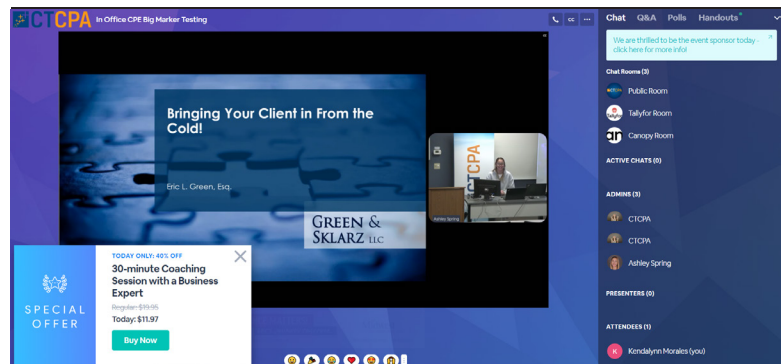 CTCPA In Office CPE Big Marker Testing
CC
Chat Q&A Polls Handouts
We are thrilled to be the event sponsor today -
click here for more info!
Chat Rooms (3)
Public Room
Tallyfor Room
Canopy Room
ACTIVE CHATS (0)
ADMINS (3)
CTCPA
CTCPA
Ashley Spring
PRESENTERS (0)
ATTENDEES (1)
K Kendalynn Morales (you)
Bringing Your Client in From the
Cold!
Eric L. Green, Esq.
GREEN &
SKLARZ LLC
CTCPA
Ashley Spring
SPECIAL
OFFER
TODAY ONLY: 40% OFF
30-minute Coaching
Session with a Business
Expert
Regular: $19.95
Today: $11.97
Buy Now